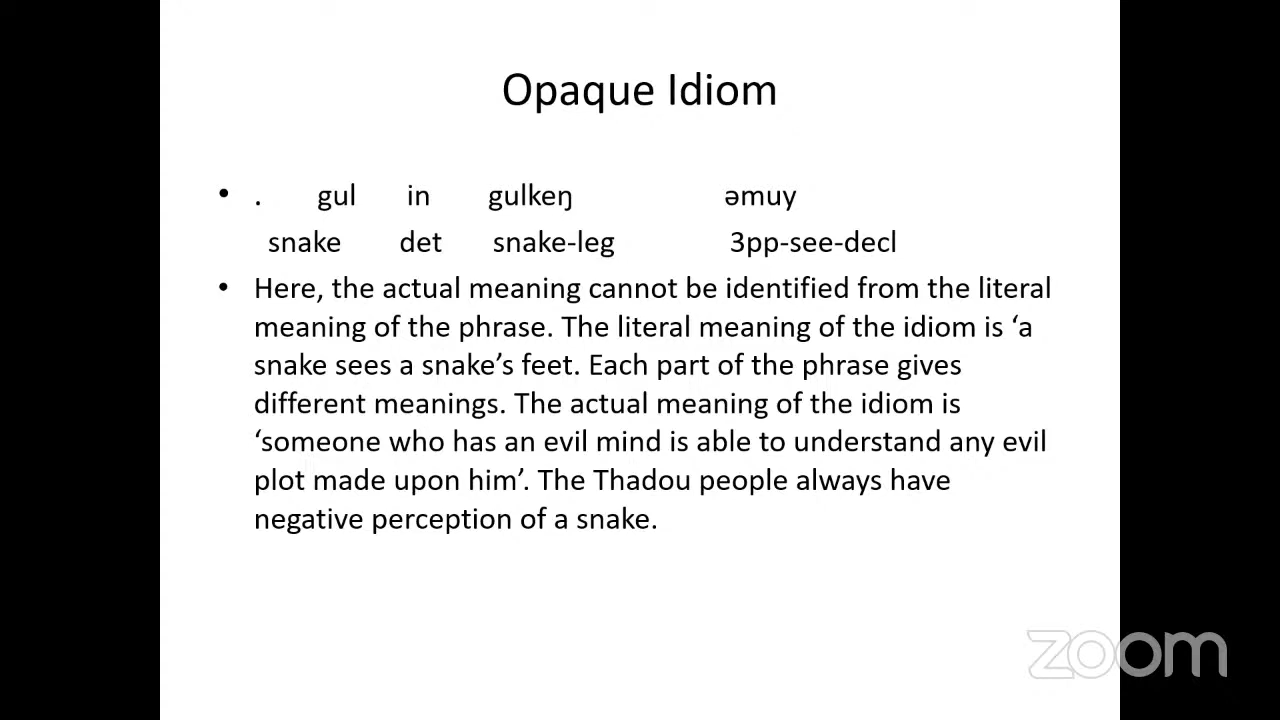 Opaque Idiom
• . gul in gulkeŋ əmuy
snake det snake-leg 3pp-see-decl
• Here, the actual meaning cannot be identified from the literal
meaning of the phrase. The literal meaning of the idiom is ‘a
snake sees a snake’s feet. Each part of the phrase gives
different meanings. The actual meaning of the idiom is
‘someone who has an evil mind is able to understand any evil
plot made upon him’. The Thadou people always have
negative perception of a snake.
zoom